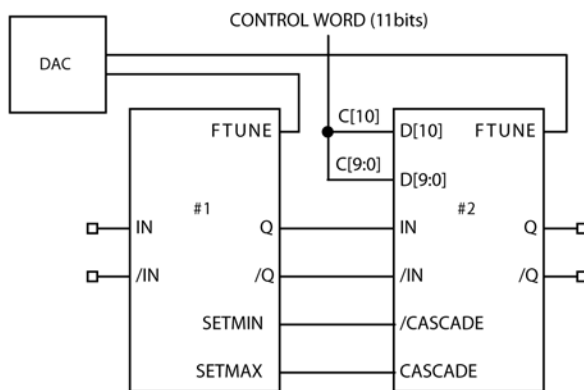 CONTROL WORD (11bits)
DAC
C[10]
FTUNE
D[10]
FTUNE
C[9:0]
D[9:0]
#1
#2
IN
Q
IN
Q
/IN
/Q
/IN
/Q
SETMIN
/CASCADE
SETMAX
CASCADE